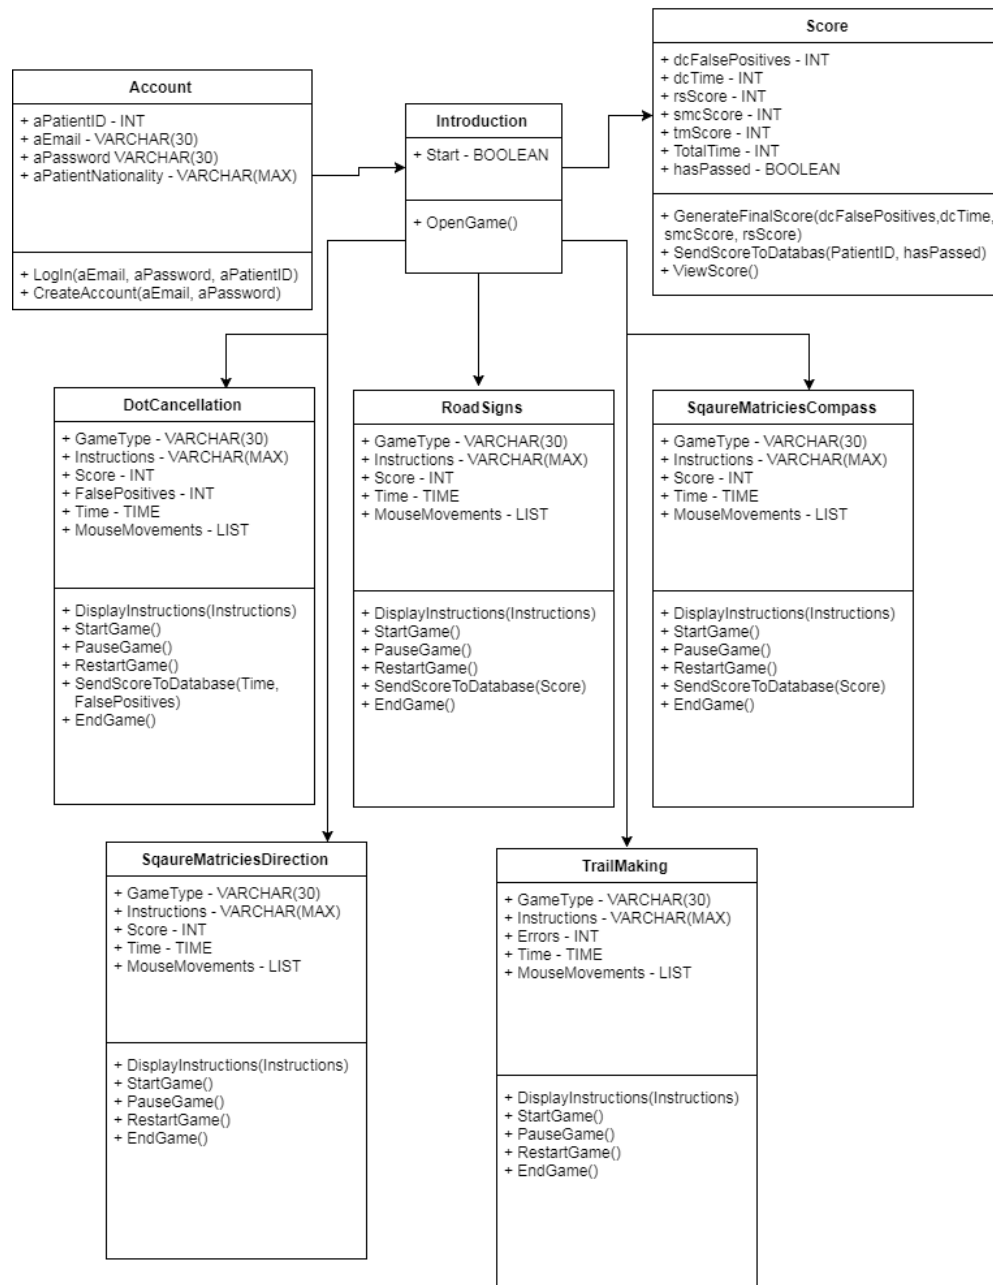 Account
+ aPatientID - INT
+ aEmail - VARCHAR(30)
+ aPassword VARCHAR(30)
+ aPatientNationality - VARCHAR(MAX)
+ LogIn(aEmail, aPassword, aPatientID)
+ CreateAccount(aEmail, aPassword)
Introduction
+ Start - BOOLEAN
+ OpenGame()
Score
+ dcFalsePositives - INT
+ dcTime - INT
+ rsScore - INT
+ smcScore - INT
+ tmScore - INT
+ TotalTime - INT
+ hasPassed - BOOLEAN
+ GenerateFinalScore(dcFalsePositives,dcTime,
smcScore, rsScore)
+ SendScoreToDatabas(PatientID, hasPassed)
+ ViewScore()
DotCancellation
+ GameType - VARCHAR(30)
+ Instructions - VARCHAR(MAX)
+ Score - INT
+ FalsePositives - INT
+ Time - TIME
+ MouseMovements - LIST
+ DisplayInstructions(Instructions)
+ StartGame()
+ PauseGame()
+ RestartGame()
+ SendScoreToDatabase(Time,
FalsePositives)
+ EndGame()
RoadSigns
+ GameType - VARCHAR(30)
+ Instructions - VARCHAR(MAX)
+ Score - INT
+ Time - TIME
+ MouseMovements - LIST
+ DisplayInstructions(Instructions)
+ StartGame()
+ PauseGame()
+ RestartGame()
+ SendScoreToDatabase(Score)
+ EndGame()
SqaureMatriciesCompass
+ GameType - VARCHAR(30)
+ Instructions - VARCHAR(MAX)
+ Score - INT
+ Time - TIME
+ MouseMovements - LIST
+ DisplayInstructions(Instructions)
+ StartGame()
+ PauseGame()
+ RestartGame()
+ SendScoreToDatabase(Score)
+ EndGame()
SqaureMatriciesDirection
+ GameType - VARCHAR(30)
+ Instructions - VARCHAR(MAX)
+ Score - INT
+ Time - TIME
+ MouseMovements - LIST
+ DisplayInstructions(Instructions)
+ StartGame()
+ PauseGame()
+ RestartGame()
+ EndGame()
TrailMaking
+ GameType - VARCHAR(30)
+ Instructions - VARCHAR(MAX)
+ Errors - INT
+ Time - TIME
+ MouseMovements - LIST
+ DisplayInstructions(Instructions)
+ StartGame()
+ PauseGame()
+ RestartGame()
+ EndGame()